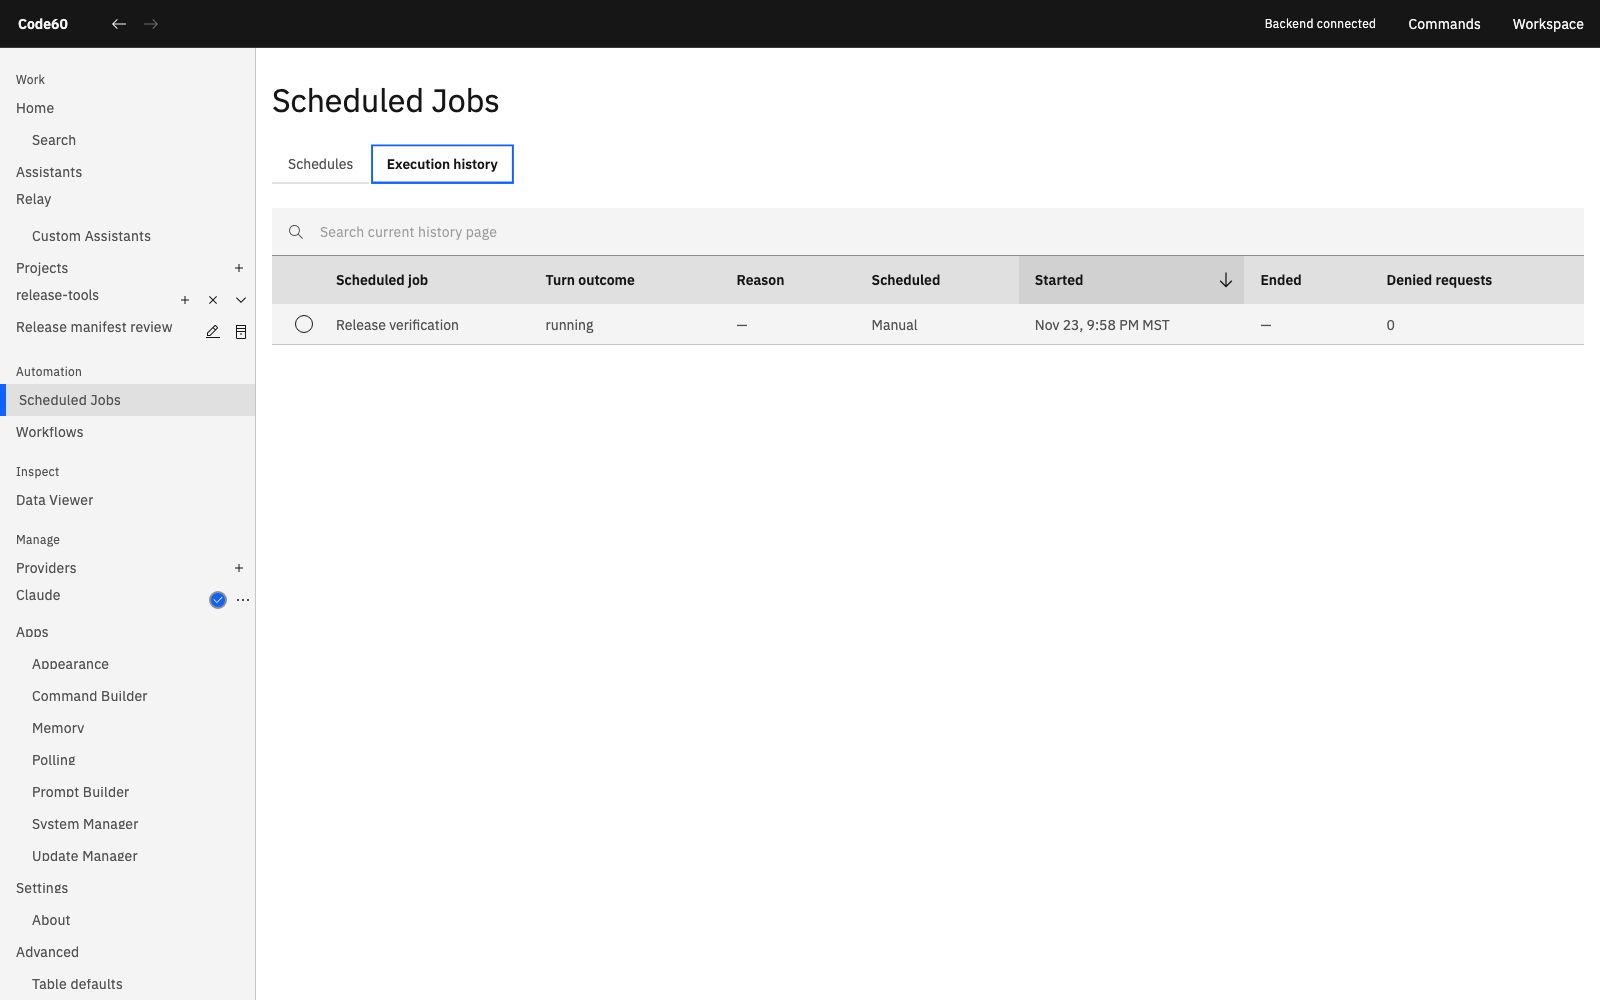 Code60
Backend connected
Commands
Workspace
Work
Home
Search
Assistants
Relay
Custom Assistants
Projects
release-tools
Release manifest review
Automation
Scheduled Jobs
Workflows
Inspect
Data Viewer
Manage
Providers
Claude
Apps
Appearance
Command Builder
Memory
Polling
Prompt Builder
System Manager
Update Manager
Settings
About
Advanced
Table defaults
Scheduled Jobs
Schedules Execution history
Search current history page
Scheduled job Turn outcome Reason Scheduled Started Ended Denied requests
Release verification running — Manual Nov 23, 9:58 PM MST — 0